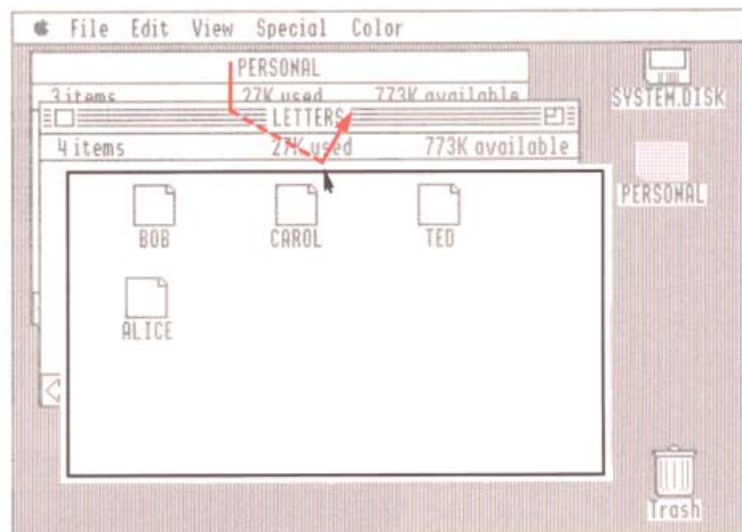 File Edit View Special Color
PERSONAL
3 items 27K used 773K available
LETTERS
4 items 27K used 773K available
BOB CAROL TED
ALICE
SYSTEM.DISK
PERSONAL
Trash